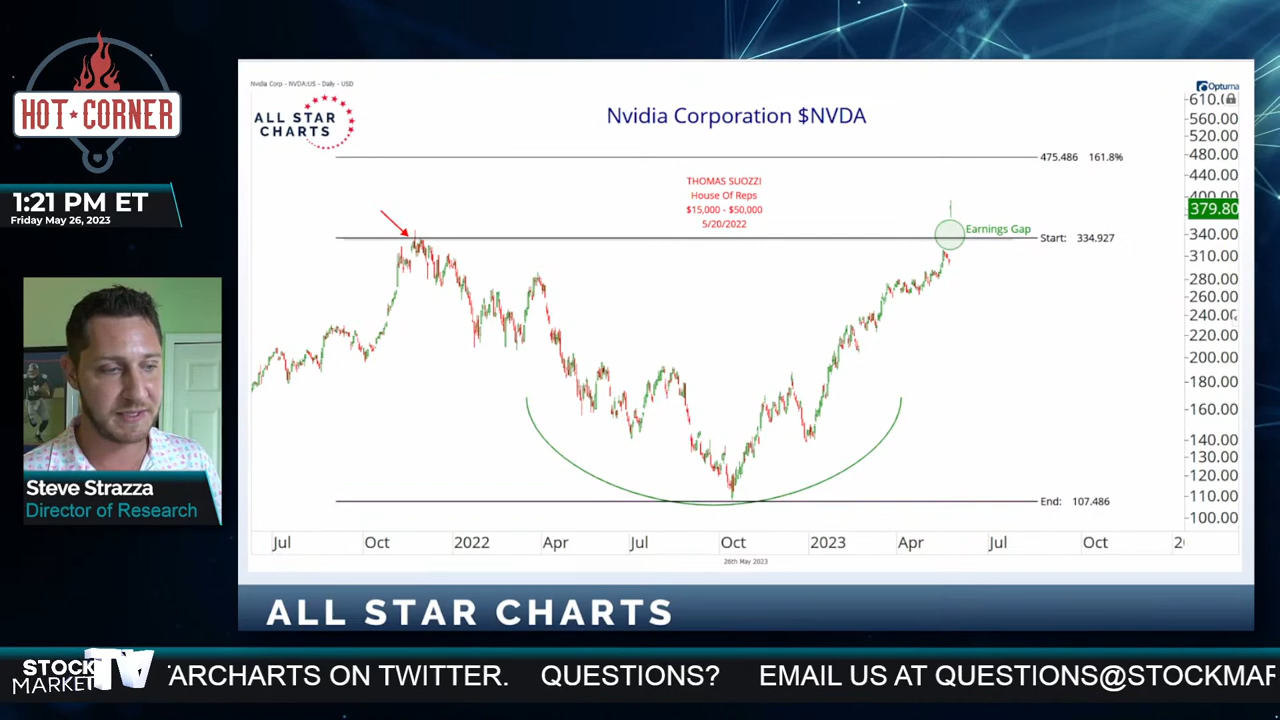 HOT★CORNER
1:21 PM ET
Friday May 26, 2023
Steve Strazza
Director of Research
Nvidia Corp - NVDA:US - Daily - USD
Optuma
ALL STAR
CHARTS
Nvidia Corporation $NVDA
THOMAS SUOZZI
House Of Reps
$15,000 - $50,000
5/20/2022
475.486 161.8%
Earnings Gap
Start: 334.927
End: 107.486
610.
560.00
520.00
480.00
440.00
400.00
379.80
340.00
310.00
280.00
260.00
240.0
220.00
200.00
180.00
160.00
140.00
130.00
120.00
110.00
100.00
Jul Oct 2022 Apr Jul Oct 2023 Apr Jul Oct
26th May 2023
ALL STAR CHARTS
STOCK
MARKET TV
ARCHARTS ON TWITTER. QUESTIONS? EMAIL US AT QUESTIONS@STOCKMAR